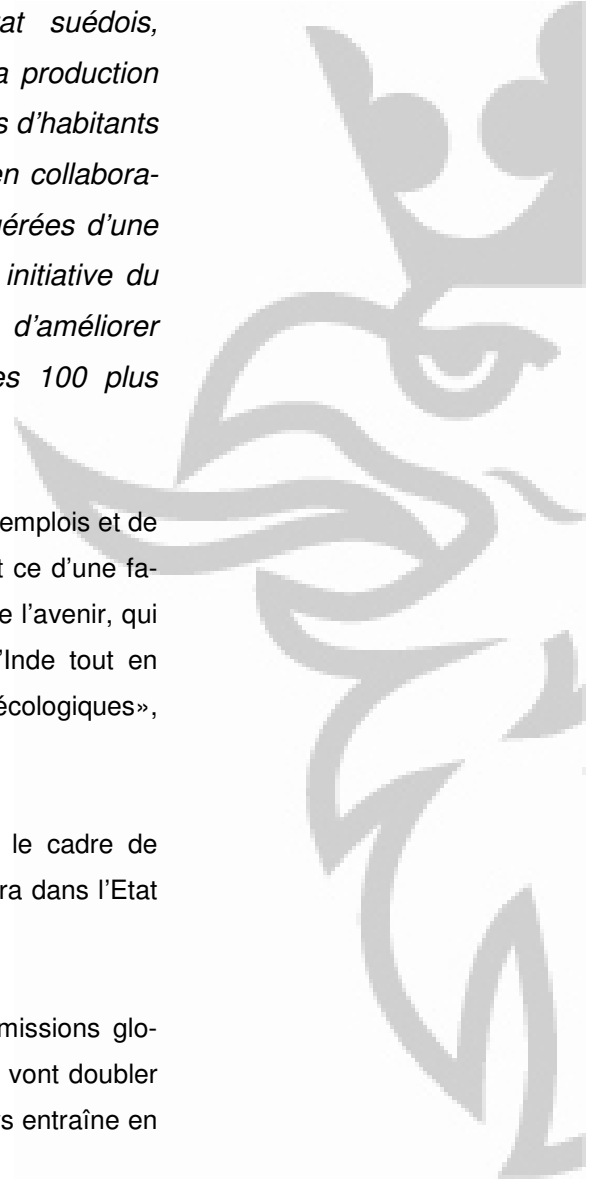 at suédois,
a production
s d'habitants
en collabora-
érées d'une
initiative du
d'améliorer
es 100 plus
emplois et de
t ce d'une fa-
e l'avenir, qui
'Inde tout en
écologiques»,
le cadre de
ra dans l'Etat
missions glo-
vont doubler
s entraîne en